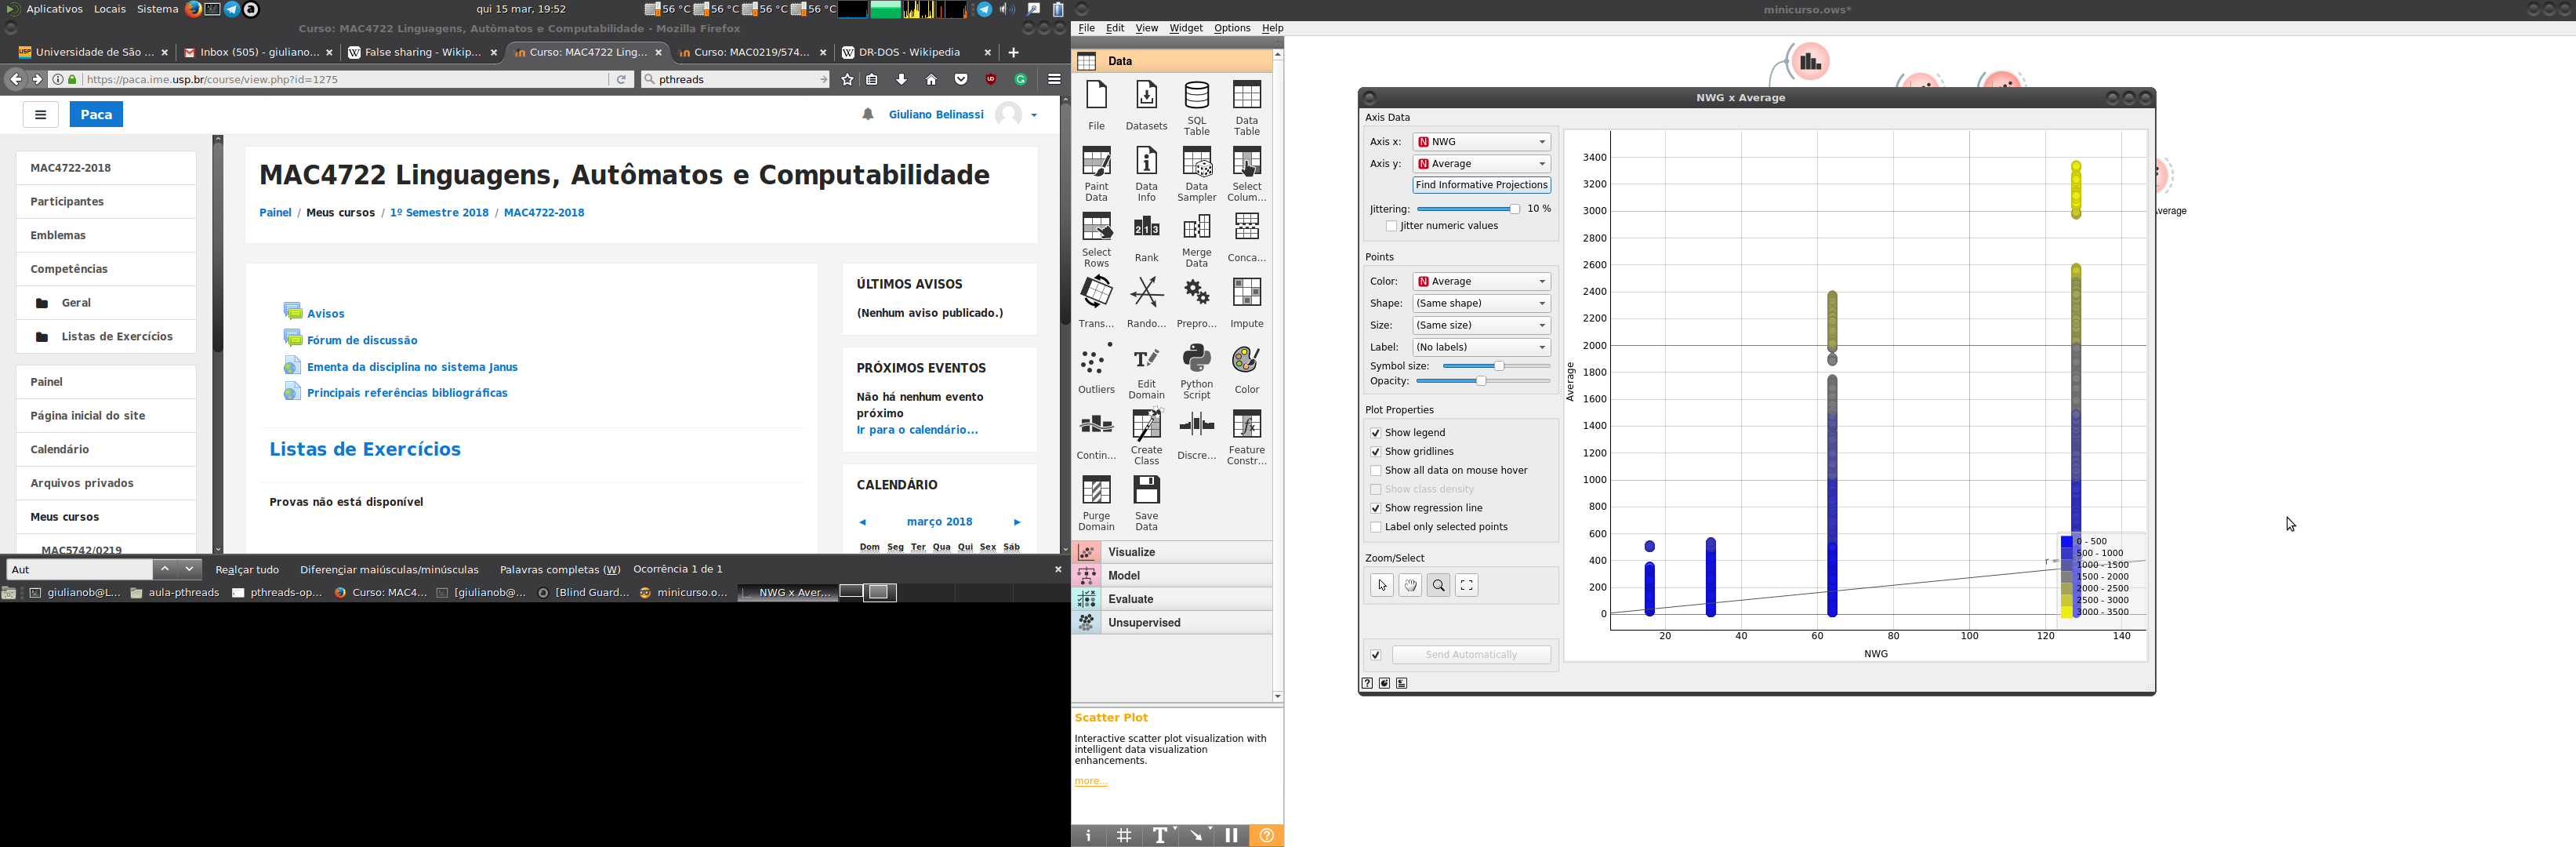 Aplicativos Locais Sistema
qui 15 mar, 19:52
56 °C 56 °C 56 °C 56 °C
Curso: MAC4722 Linguagens, Autômatos e Computabilidade - Mozilla Firefox
Universidade de São ...
Inbox (505) - giuliano...
False sharing - Wikip...
Curso: MAC4722 Ling...
Curso: MAC0219/574...
DR-DOS - Wikipedia
https://paca.ime.usp.br/course/view.php?id=1275
pthreads
Paca
Giuliano Belinassi
MAC4722-2018
Participantes
Emblemas
Competências
Geral
Listas de Exercícios
Painel
Página inicial do site
Calendário
Arquivos privados
Meus cursos
MAC5742/0219
MAC4722 Linguagens, Autômatos e Computabilidade
Painel / Meus cursos / 1º Semestre 2018 / MAC4722-2018
Avisos
Fórum de discussão
Ementa da disciplina no sistema Janus
Principais referências bibliográficas
Listas de Exercícios
Provas não está disponível
ÚLTIMOS AVISOS
(Nenhum aviso publicado.)
PRÓXIMOS EVENTOS
Não há nenhum evento
próximo
Ir para o calendário...
CALENDÁRIO
◄ março 2018 ►
Dom Seg Ter Qua Qui Sex Sáb
Aut
Realçar tudo
Diferenciar maiúsculas/minúsculas
Palavras completas (W)
Ocorrência 1 de 1
giulianob@L...
aula-pthreads
pthreads-op...
Curso: MAC4...
[giulianob@...
[Blind Guard...
minicurso.o...
NWG x Aver...
minicurso.ows*
File Edit View Widget Options Help
Data
File
Datasets
SQL
Table
Data
Table
Paint
Data
Data
Info
Data
Sampler
Select
Colum...
Select
Rows
Rank
Merge
Data
Conca...
Trans...
Rando...
Prepro...
Impute
Outliers
Edit
Domain
Python
Script
Color
Contin...
Create
Class
Discre...
Feature
Constr...
Purge
Domain
Save
Data
Visualize
Model
Evaluate
Unsupervised
Scatter Plot
Interactive scatter plot visualization with
intelligent data visualization
enhancements.
more...
NWG x Average
Axis Data
Axis x: N NWG
Axis y: N Average
Find Informative Projections
Jittering: 10 %
Jitter numeric values
Points
Color: N Average
Shape: (Same shape)
Size: (Same size)
Label: (No labels)
Symbol size:
Opacity:
Plot Properties
Show legend
Show gridlines
Show all data on mouse hover
Show class density
Show regression line
Label only selected points
Zoom/Select
Send Automatically
Average
3400
3200
3000
2800
2600
2400
2200
2000
1800
1600
1400
1200
1000
800
600
400
200
0
20 40 60 80 100 120 140
NWG
0 - 500
500 - 1000
1000 - 1500
1500 - 2000
2000 - 2500
2500 - 3000
3000 - 3500
verage